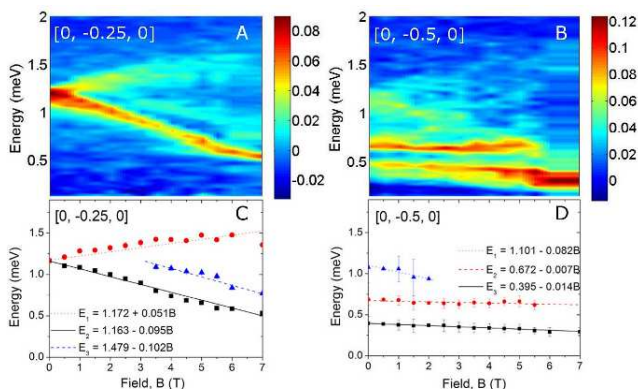 [0, -0.25, 0] A
Energy (meV)
2
1.5
1
0.5
0.08
0.06
0.04
0.02
0
-0.02
[0, -0.5, 0] B
Energy (meV)
2
1.5
1
0.5
0.12
0.1
0.08
0.06
0.04
0.02
0
[0, -0.25, 0] C
Energy (meV)
1.5
1.0
0.5
0.0
E₁ = 1.172 + 0.051B
E₂ = 1.163 - 0.095B
E₃ = 1.479 - 0.102B
0 1 2 3 4 5 6 7
Field, B (T)
[0, -0.5, 0] D
Energy (meV)
1.5
1.0
0.5
0.0
E₁ = 1.101 - 0.082B
E₂ = 0.672 - 0.007B
E₃ = 0.395 - 0.014B
0 1 2 3 4 5 6 7
Field, B (T)